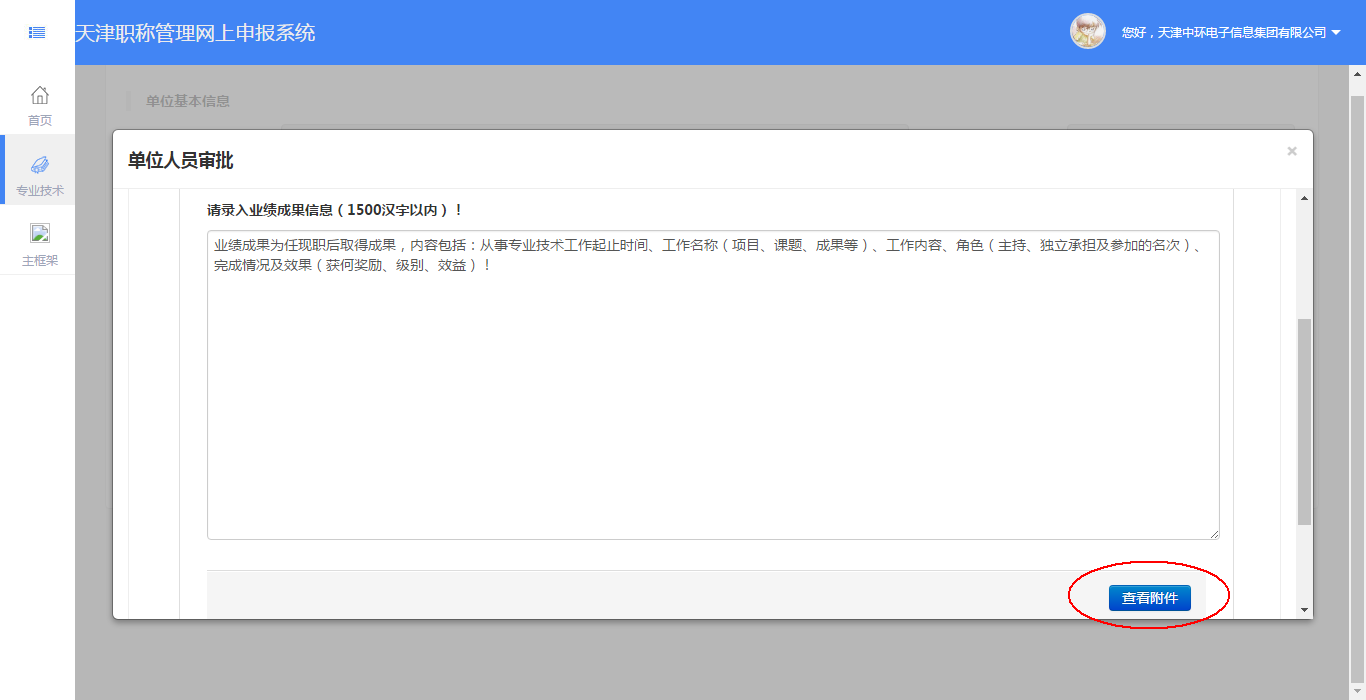 天津职称管理网上申报系统
您好，天津中环电子信息集团有限公司
首页
专业技术
主框架
单位基本信息
单位人员审批
×
请录入业绩成果信息（1500汉字以内）！
业绩成果为任现职后取得成果，内容包括：从事专业技术工作起止时间、工作名称（项目、课题、成果等）、工作内容、角色（主持、独立承担及参加的名次）、
完成情况及效果（获何奖励、级别、效益）！
查看附件